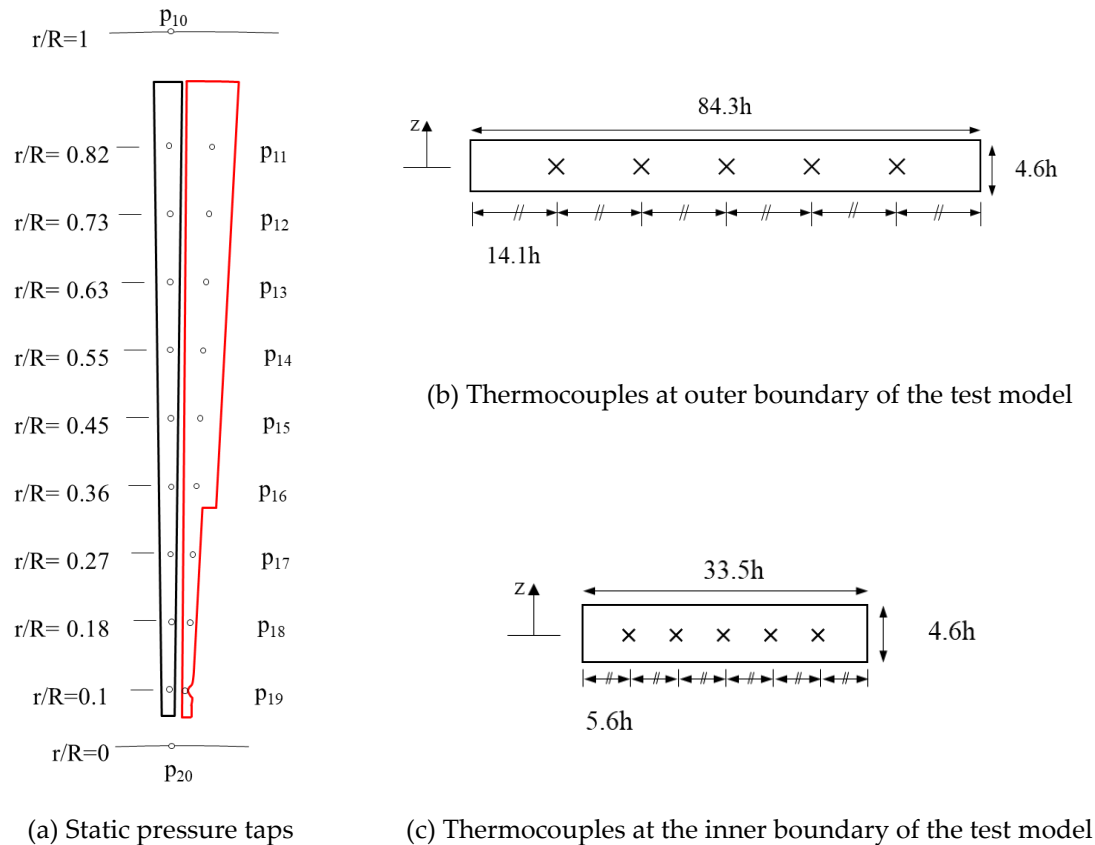 p10
r/R=1
r/R= 0.82
p11
r/R= 0.73
p12
r/R= 0.63
p13
r/R= 0.55
p14
r/R= 0.45
p15
r/R= 0.36
p16
r/R= 0.27
p17
r/R= 0.18
p18
r/R=0.1
p19
r/R=0
p20
(a) Static pressure taps
84.3h
z
4.6h
14.1h
(b) Thermocouples at outer boundary of the test model
33.5h
z
4.6h
5.6h
(c) Thermocouples at the inner boundary of the test model